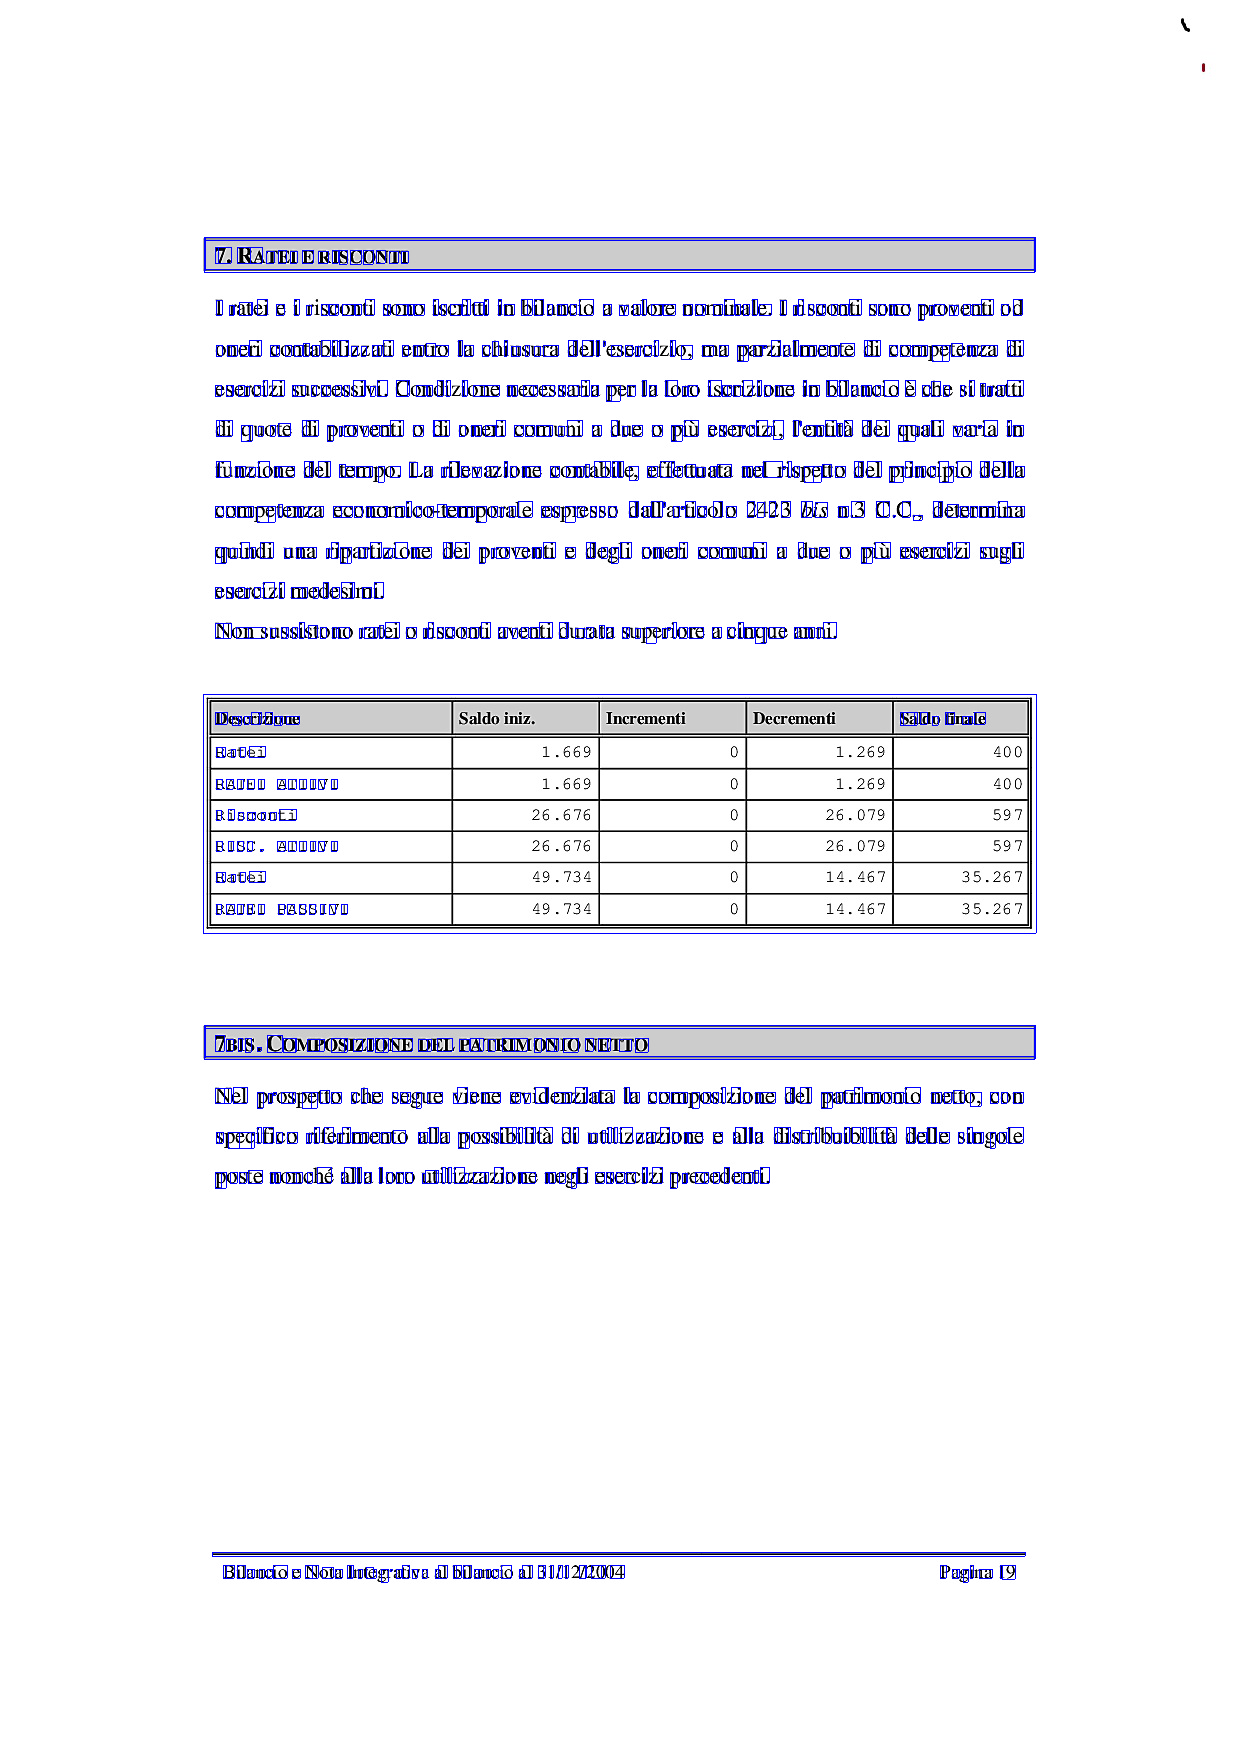 7. RATEI E RISCONTI
I ratei e i risconti sono iscritti in bilancio a valore nominale. I risconti sono proventi od
oneri contabilizzati entro la chiusura dell'esercizio, ma parzialmente di competenza di
esercizi successivi. Condizione necessaria per la loro iscrizione in bilancio è che si tratti
di quote di proventi o di oneri comuni a due o più esercizi, l'entità dei quali varia in
funzione del tempo. La rilevazione contabile, effettuata nel rispetto del principio della
competenza economico-temporale espresso dall'articolo 2423 bis n.3 C.C., determina
quindi una ripartizione dei proventi e degli oneri comuni a due o più esercizi sugli
esercizi medesimi.
Non sussistono ratei o risconti aventi durata superiore a cinque anni.
Descrizione Saldo iniz. Incrementi Decrementi Saldo finale
Ratei 1.669 0 1.269 400
RATEI ATTIVI 1.669 0 1.269 400
Risconti 26.676 0 26.079 597
RISC. ATTIVI 26.676 0 26.079 597
Ratei 49.734 0 14.467 35.267
RATEI PASSIVI 49.734 0 14.467 35.267
7BIS. COMPOSIZIONE DEL PATRIMONIO NETTO
Nel prospetto che segue viene evidenziata la composizione del patrimonio netto, con
specifico riferimento alla possibilità di utilizzazione e alla distribuibilità delle singole
poste nonché alla loro utilizzazione negli esercizi precedenti.
Bilancio e Nota Integrativa al bilancio al 31/12/2004 Pagina 19